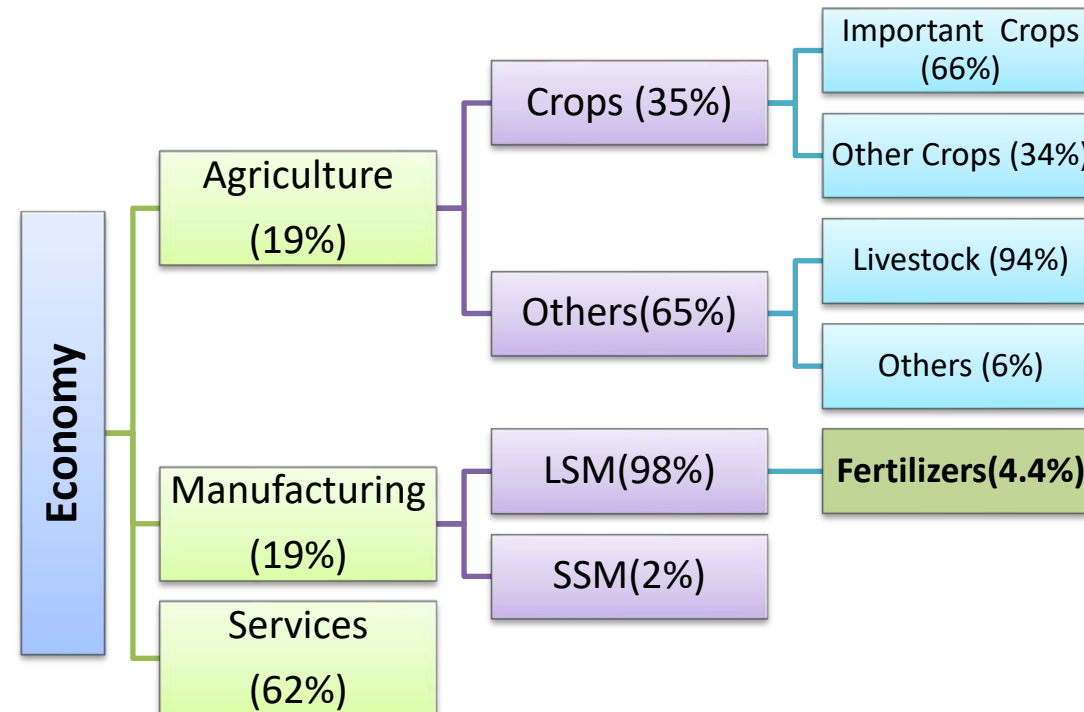 Economy
Agriculture
(19%)
Manufacturing
(19%)
Services
(62%)
Crops (35%)
Others(65%)
LSM(98%)
SSM(2%)
Important Crops
(66%)
Other Crops (34%)
Livestock (94%)
Others (6%)
Fertilizers(4.4%)